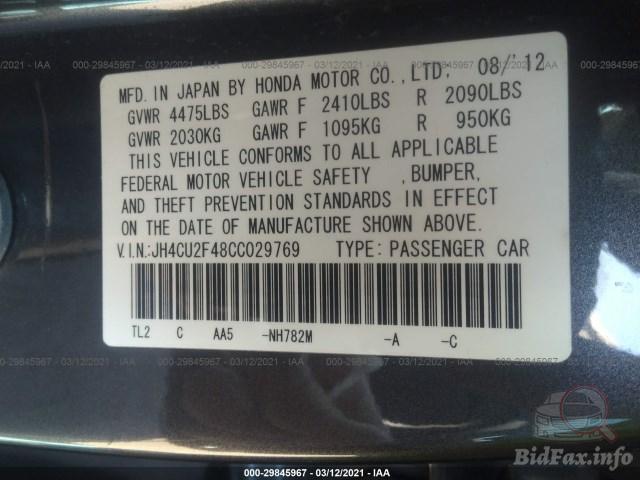 000-29845967 - 03/12/2021 - IAA
MFD. IN JAPAN BY HONDA MOTOR CO.,LTD. 08/'12
GVWR 4475LBS GAWR F 2410LBS R 2090LBS
GVWR 2030KG GAWR F 1095KG R 950KG
THIS VEHICLE CONFORMS TO ALL APPLICABLE
FEDERAL MOTOR VEHICLE SAFETY ,BUMPER,
AND THEFT PREVENTION STANDARDS IN EFFECT
ON THE DATE OF MANUFACTURE SHOWN ABOVE.
V.I.N.:JH4CU2F48CC029769 TYPE: PASSENGER CAR
TL2 C AA5 -NH782M -A -C
BidFax.info
000-29845967 - 03/12/2021 - IAA